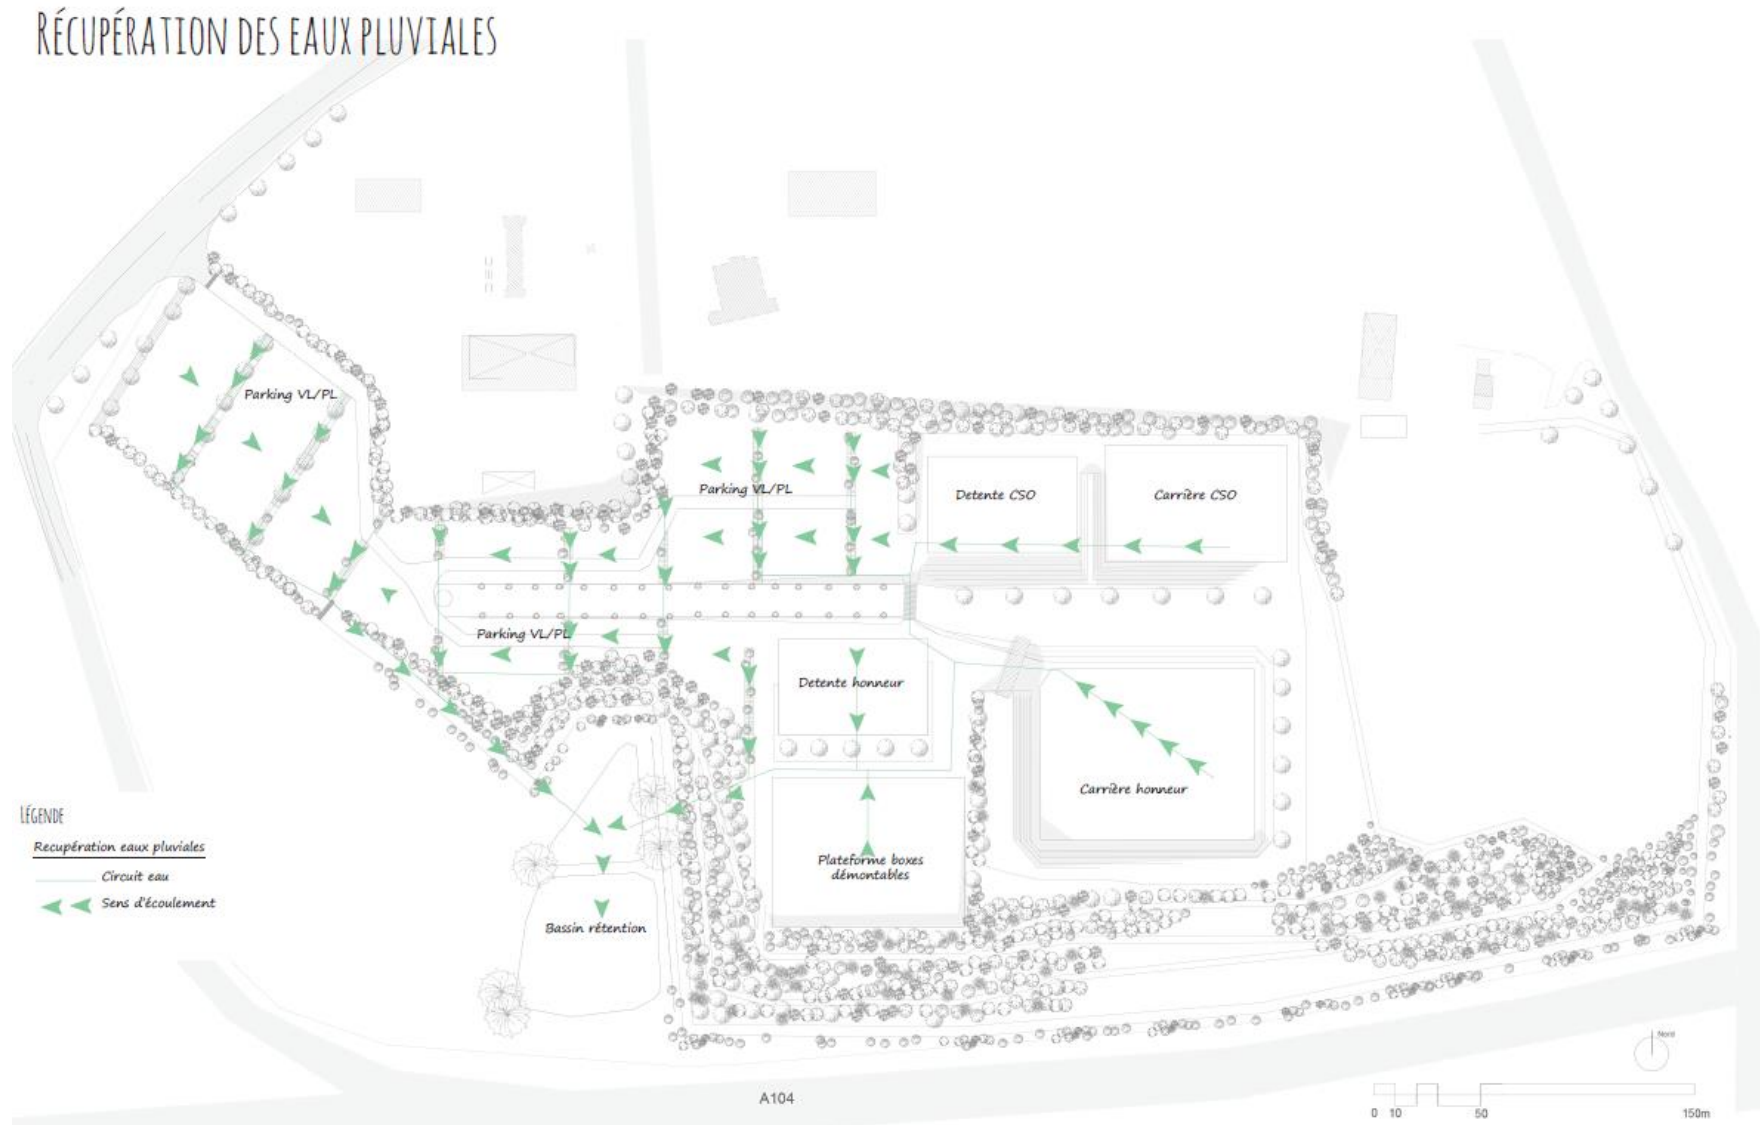 RÉCUPÉRATION DES EAUX PLUVIALES
Parking VL/PL
Parking VL/PL
Detente CSO
Carrière CSO
Parking VL/PL
Detente honneur
Carrière honneur
Plateforme boxes
démontables
Bassin rétention
LÉGENDE
Recupération eaux pluviales
Circuit eau
Sens d'écoulement
A104
Nord
0 10 50 150m